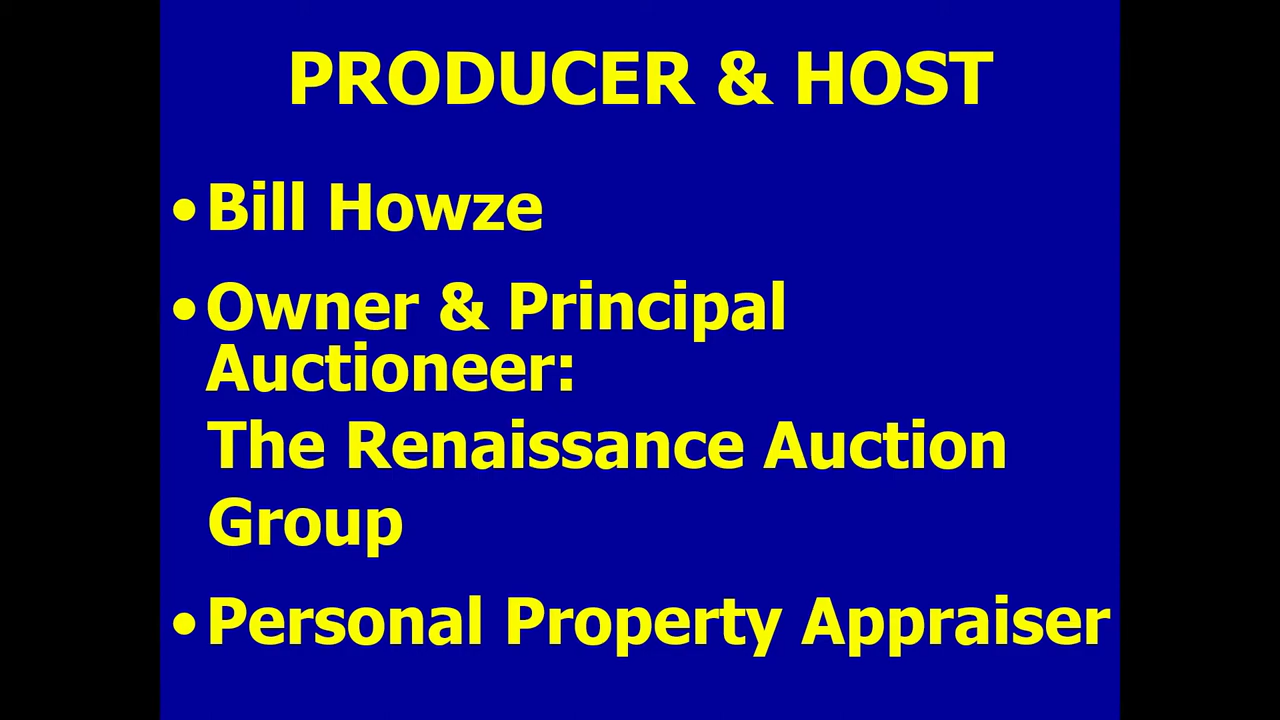 PRODUCER & HOST
•Bill Howze
•Owner & Principal
Auctioneer:
The Renaissance Auction
Group
•Personal Property Appraiser